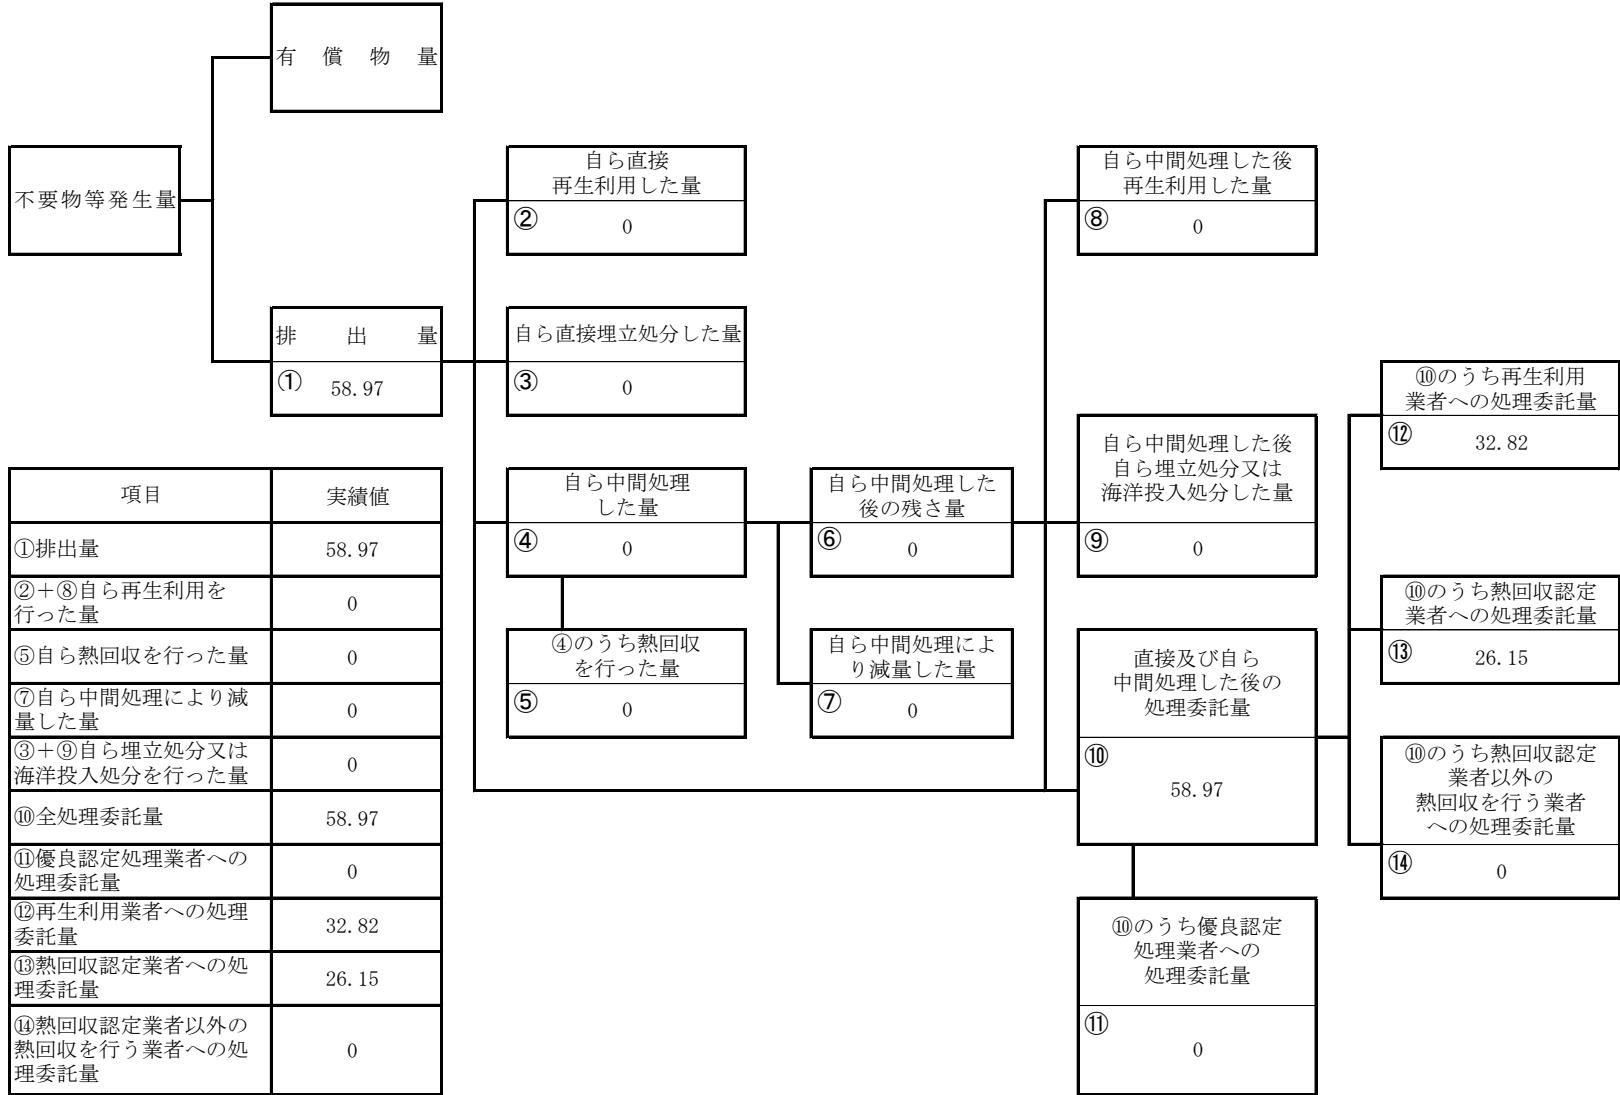 有償物量
不要物等発生量
排出量
① 58.97
自ら直接
再生利用した量
② 0
自ら直接埋立処分した量
③ 0
自ら中間処理
した量
④ 0
④のうち熱回収
を行った量
⑤ 0
自ら中間処理した
後の残さ量
⑥ 0
自ら中間処理によ
り減量した量
⑦ 0
自ら中間処理した後
再生利用した量
⑧ 0
自ら中間処理した後
自ら埋立処分又は
海洋投入処分した量
⑨ 0
直接及び自ら
中間処理した後の
処理委託量
⑩
58.97
⑩のうち優良認定
処理業者への
処理委託量
⑪
0
⑩のうち再生利用
業者への処理委託量
⑫ 32.82
⑩のうち熱回収認定
業者への処理委託量
⑬ 26.15
⑩のうち熱回収認定
業者以外の
熱回収を行う業者
への処理委託量
⑭ 0
項目 実績値
①排出量 58.97
②+⑧自ら再生利用を
行った量 0
⑤自ら熱回収を行った量 0
⑦自ら中間処理により減
量した量 0
③+⑨自ら埋立処分又は
海洋投入処分を行った量 0
⑩全処理委託量 58.97
⑪優良認定処理業者への
処理委託量 0
⑫再生利用業者への処理
委託量 32.82
⑬熱回収認定業者への処
理委託量 26.15
⑭熱回収認定業者以外の
熱回収を行う業者への処
理委託量 0